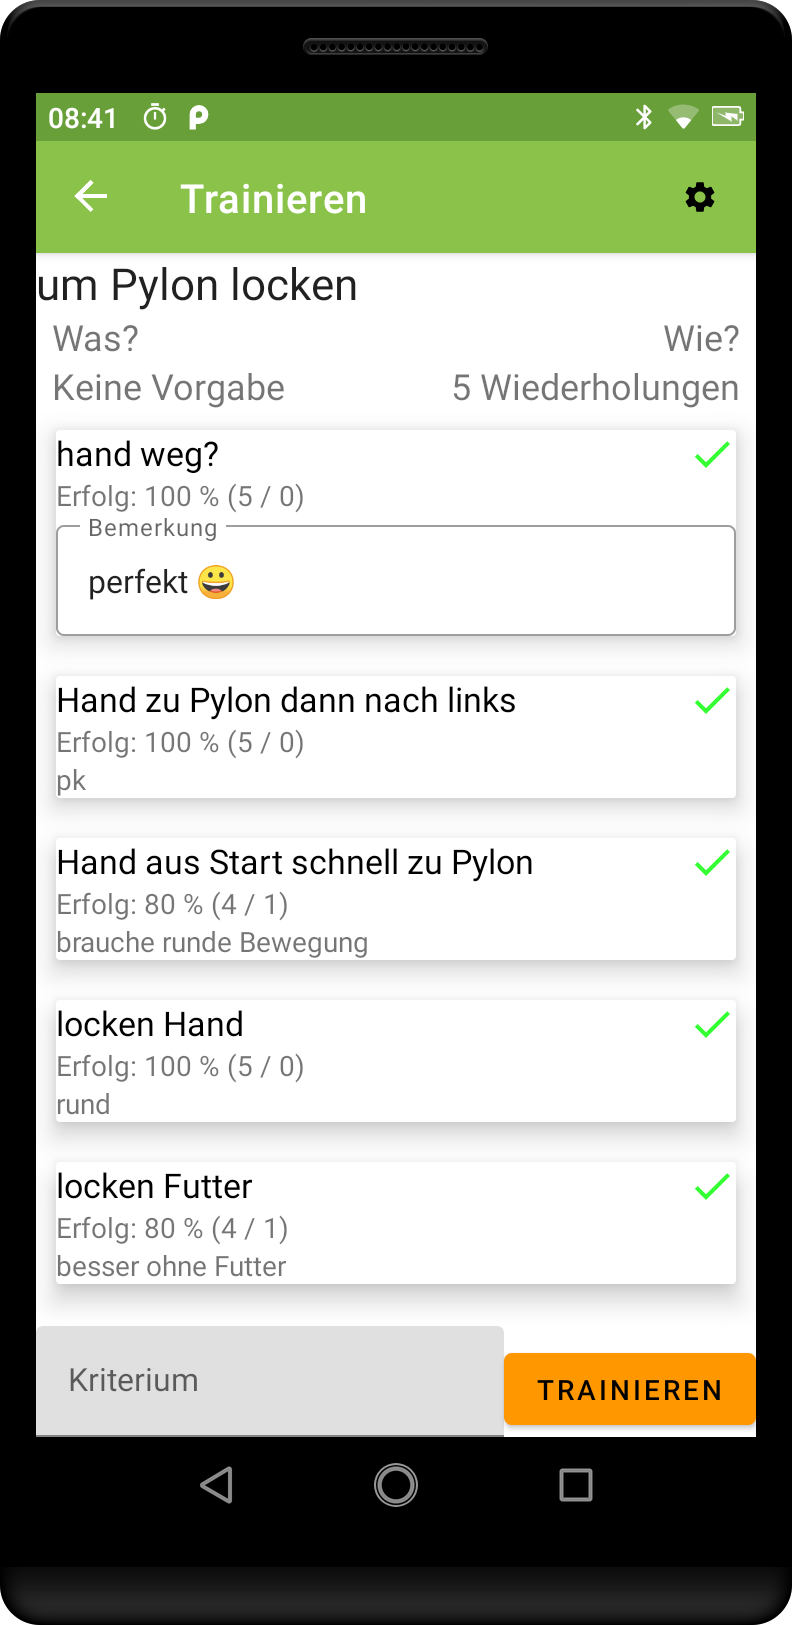 08:41
Trainieren
um Pylon locken
Was? Wie?
Keine Vorgabe 5 Wiederholungen
hand weg?
Erfolg: 100 % (5 / 0)
Bemerkung
perfekt 😀
Hand zu Pylon dann nach links
Erfolg: 100 % (5 / 0)
pk
Hand aus Start schnell zu Pylon
Erfolg: 80 % (4 / 1)
brauche runde Bewegung
locken Hand
Erfolg: 100 % (5 / 0)
rund
locken Futter
Erfolg: 80 % (4 / 1)
besser ohne Futter
Kriterium TRAINIEREN